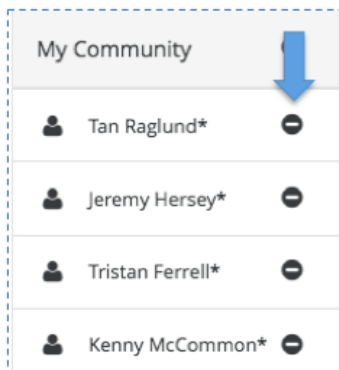 My Community
Tan Raglund*
Jeremy Hersey*
Tristan Ferrell*
Kenny McCommon*